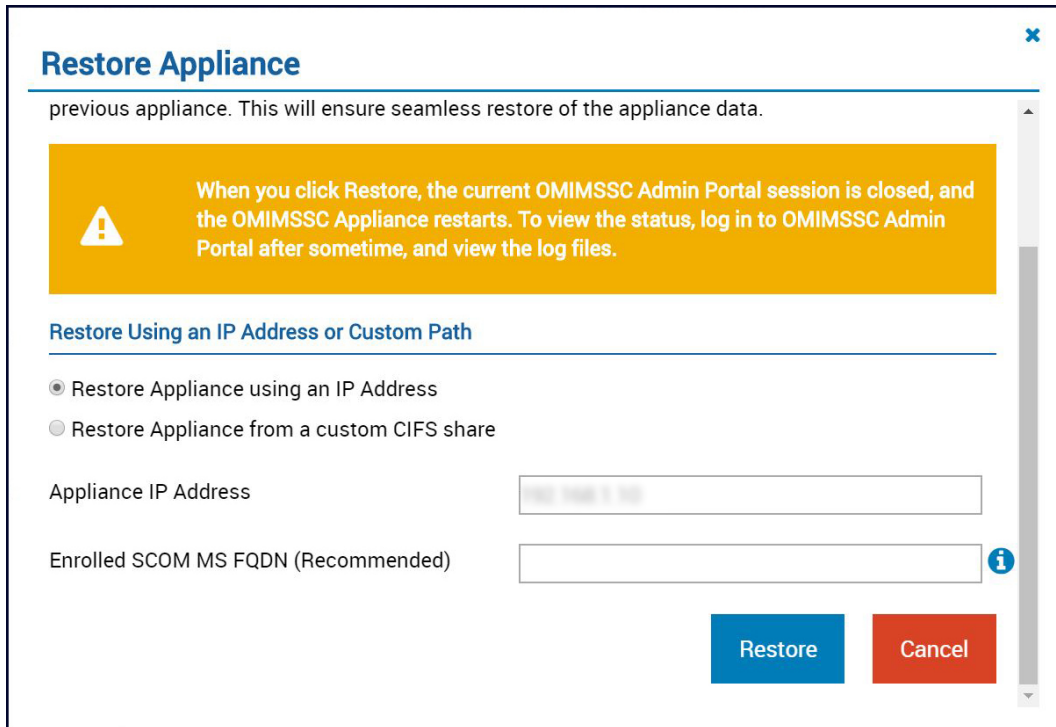 Restore Appliance
previous appliance. This will ensure seamless restore of the appliance data.
When you click Restore, the current OMIMSSC Admin Portal session is closed, and
the OMIMSSC Appliance restarts. To view the status, log in to OMIMSSC Admin
Portal after sometime, and view the log files.
Restore Using an IP Address or Custom Path
Restore Appliance using an IP Address
Restore Appliance from a custom CIFS share
Appliance IP Address
Enrolled SCOM MS FQDN (Recommended)
Restore
Cancel